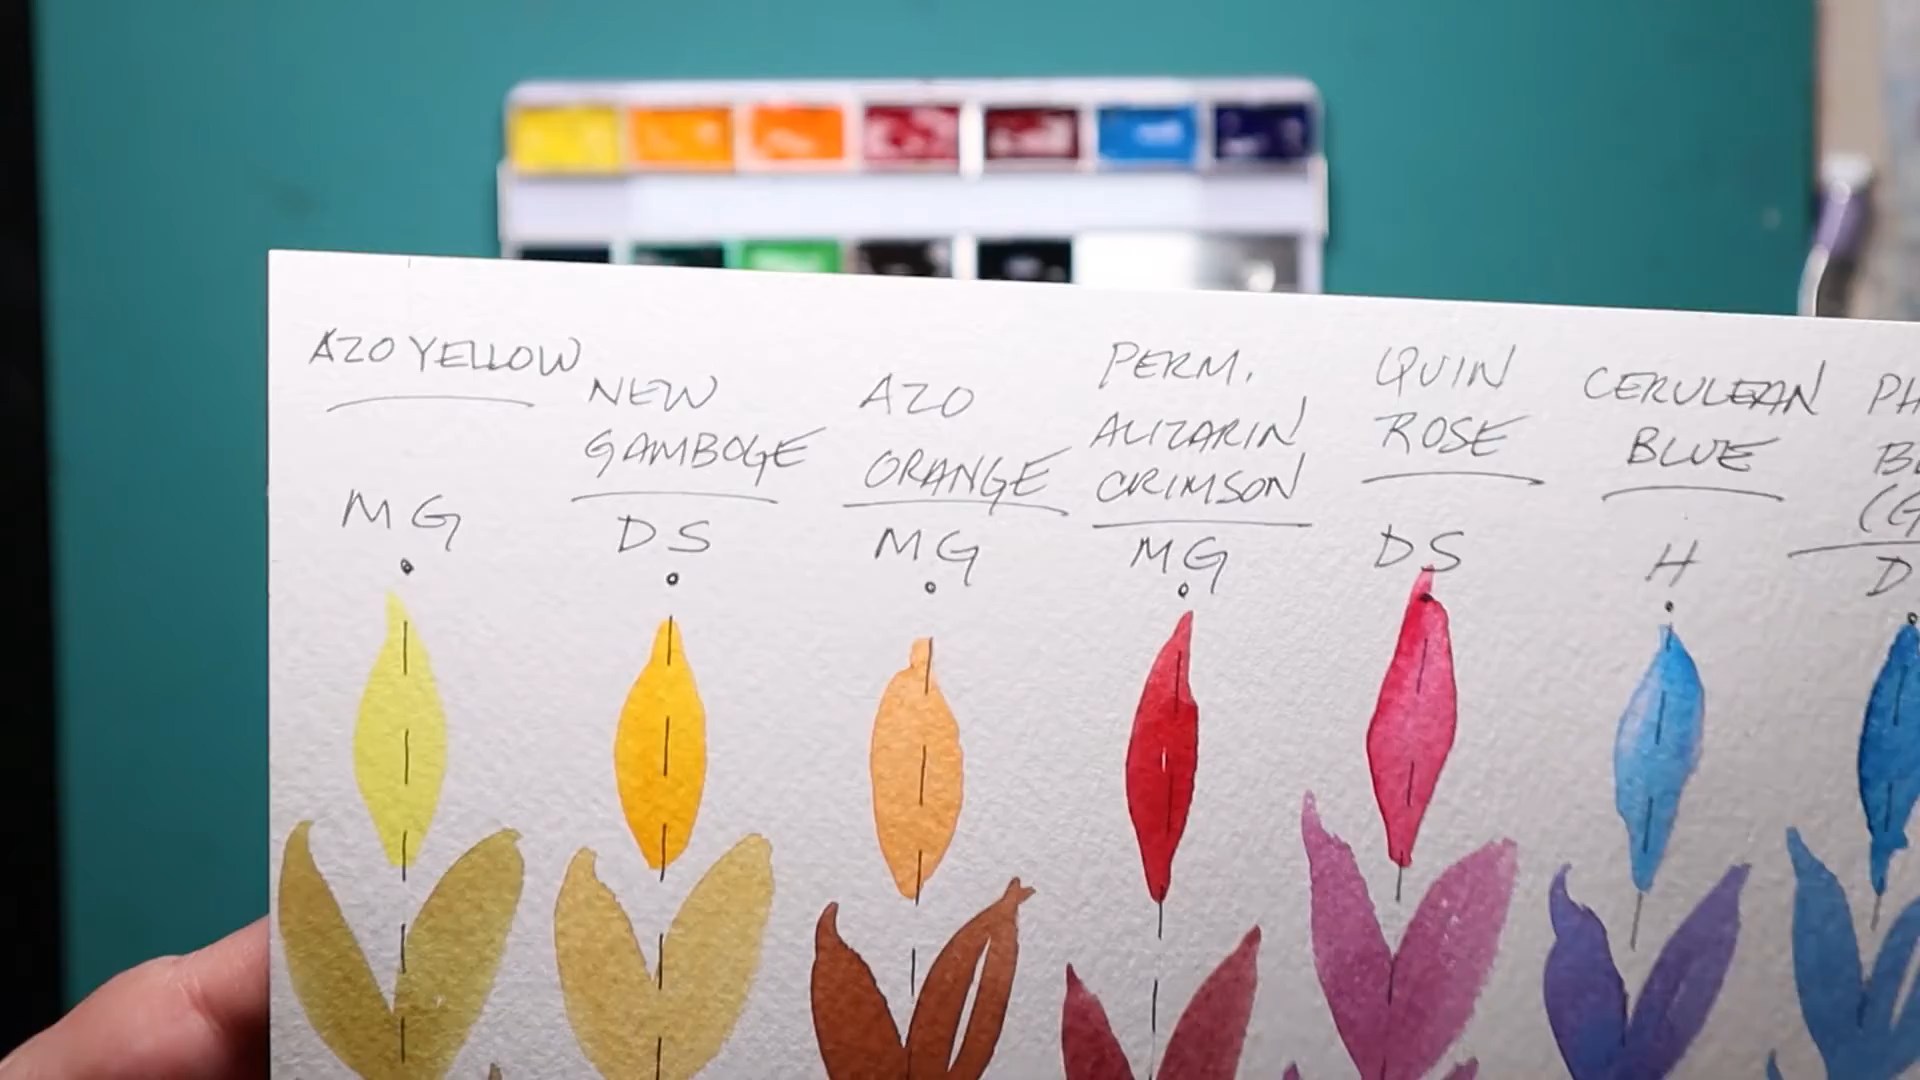 AZO YELLOW
MG
NEW
GAMBOGE
DS
AZO
ORANGE
MG
PERM.
ALIZARIN
CRIMSON
MG
QUIN
ROSE
DS
CERULEAN
BLUE
H